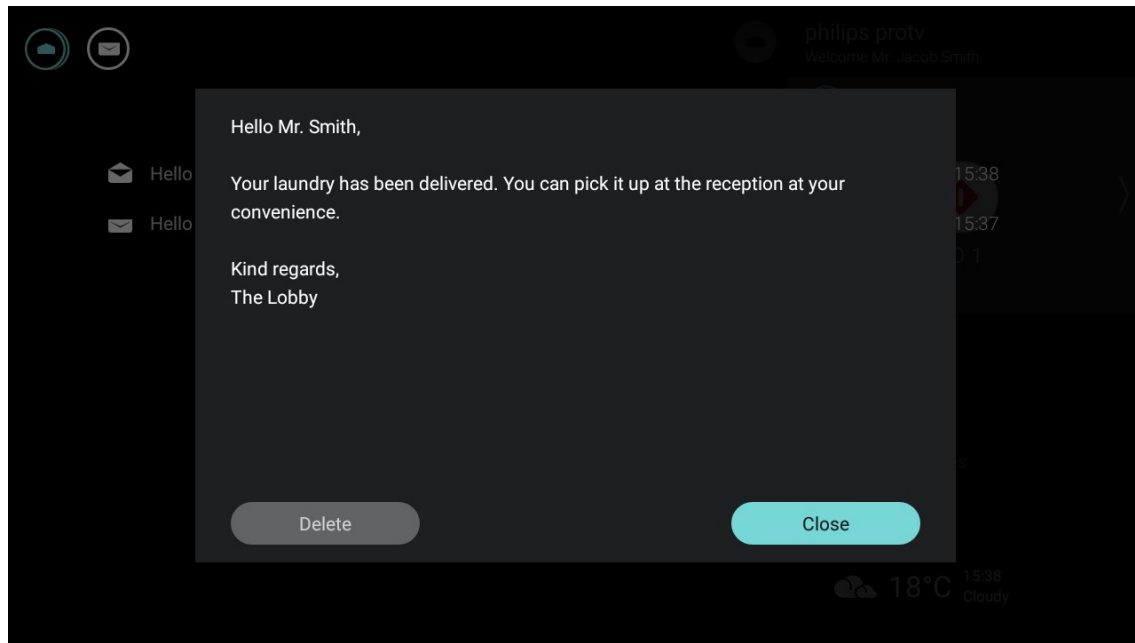 philips protv
Welcome Mr. Jacob Smith
Hello Mr. Smith,
Hello
15:38
Your laundry has been delivered. You can pick it up at the reception at your
convenience.
Hello
15:37
Kind regards,
The Lobby
Delete
Close
18°C
15:38
Cloudy